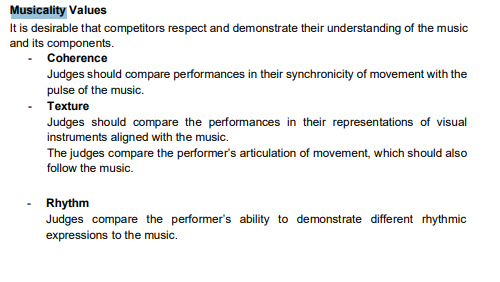 Musicality Values
It is desirable that competitors respect and demonstrate their understanding of the music
and its components.
- Coherence
Judges should compare performances in their synchronicity of movement with the
pulse of the music.
- Texture
Judges should compare the performances in their representations of visual
instruments aligned with the music.
The judges compare the performer's articulation of movement, which should also
follow the music.
- Rhythm
Judges compare the performer's ability to demonstrate different rhythmic
expressions to the music.